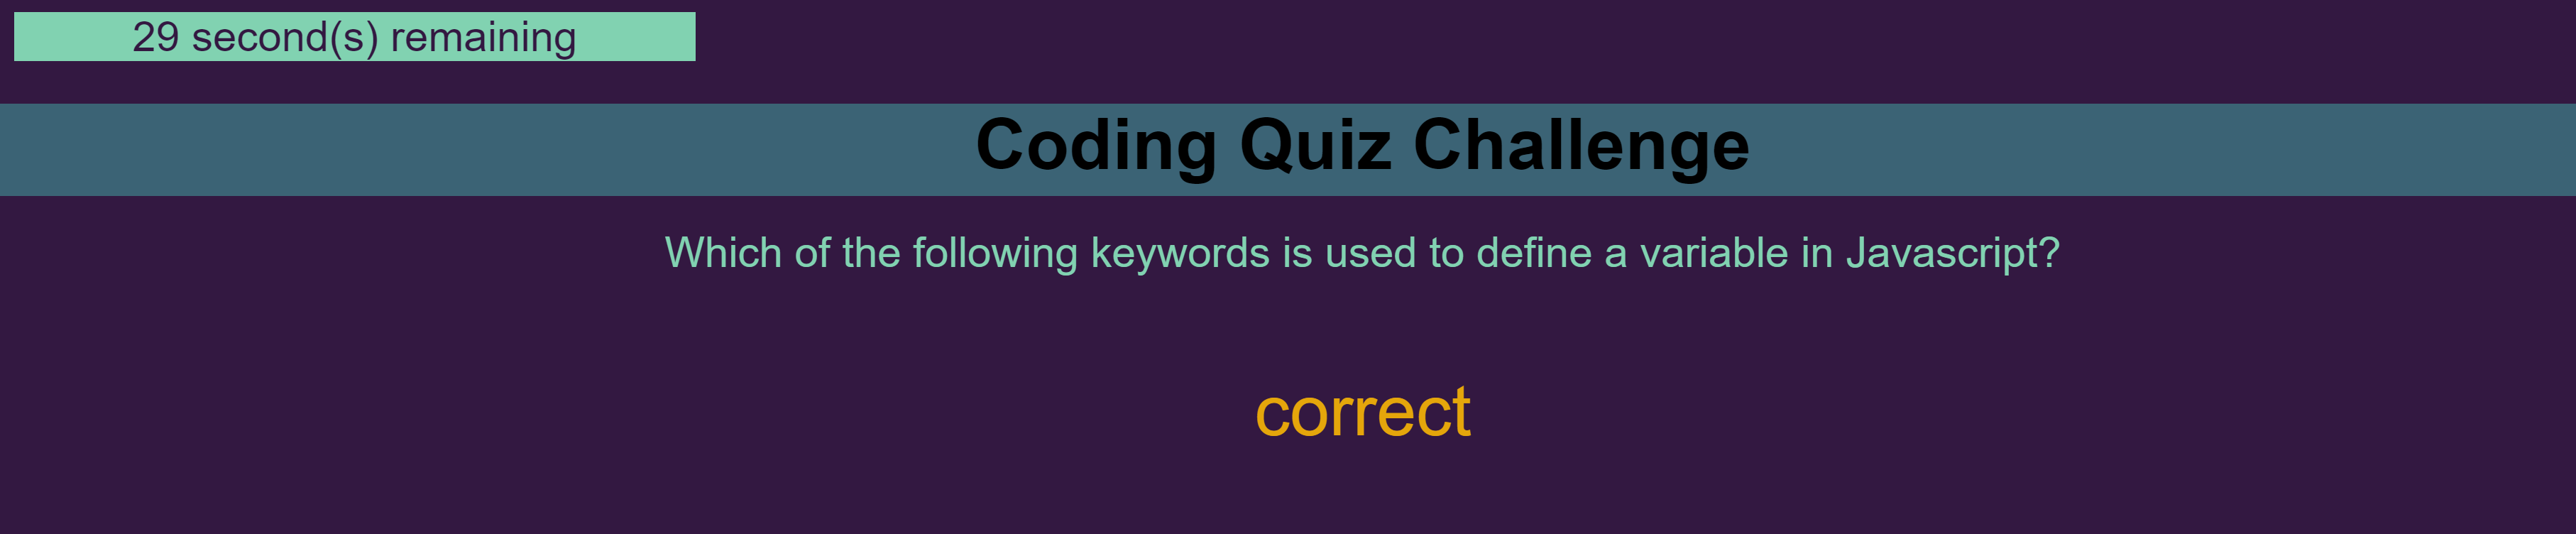 29 second(s) remaining
Coding Quiz Challenge
Which of the following keywords is used to define a variable in Javascript?
correct